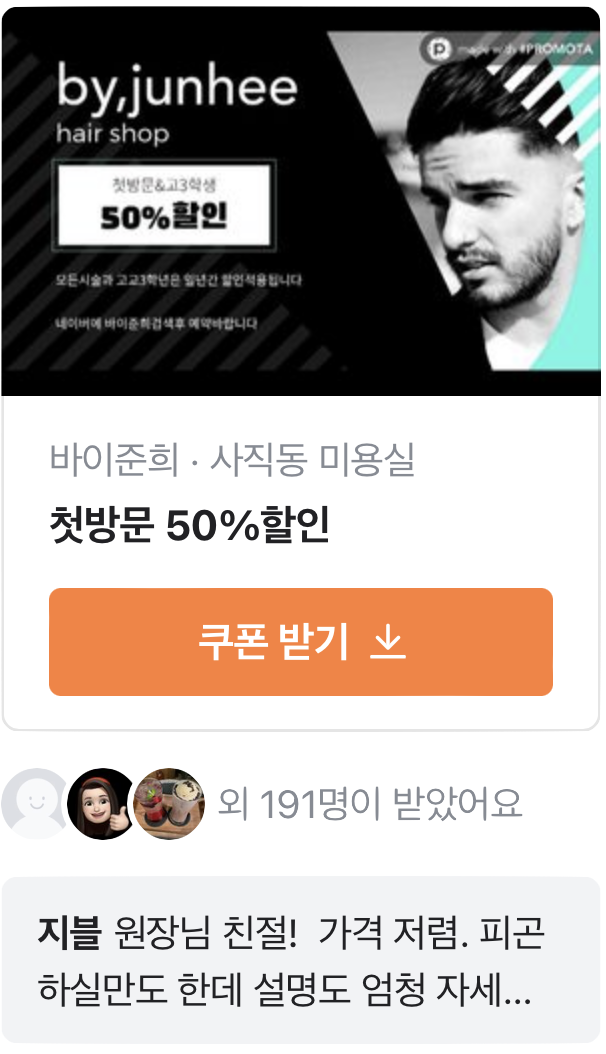 made with #PROMOTA
by,junhee
hair shop
첫방문&고3학생
50%할인
모든시술과 고교3학년은 일년간 할인적용됩니다
네이버에 바이준희검색후 예약바랍니다
바이준희 · 사직동 미용실
첫방문 50%할인
쿠폰 받기
외 191명이 받았어요
지블 원장님 친절! 가격 저렴. 피곤
하실만도 한데 설명도 엄청 자세...